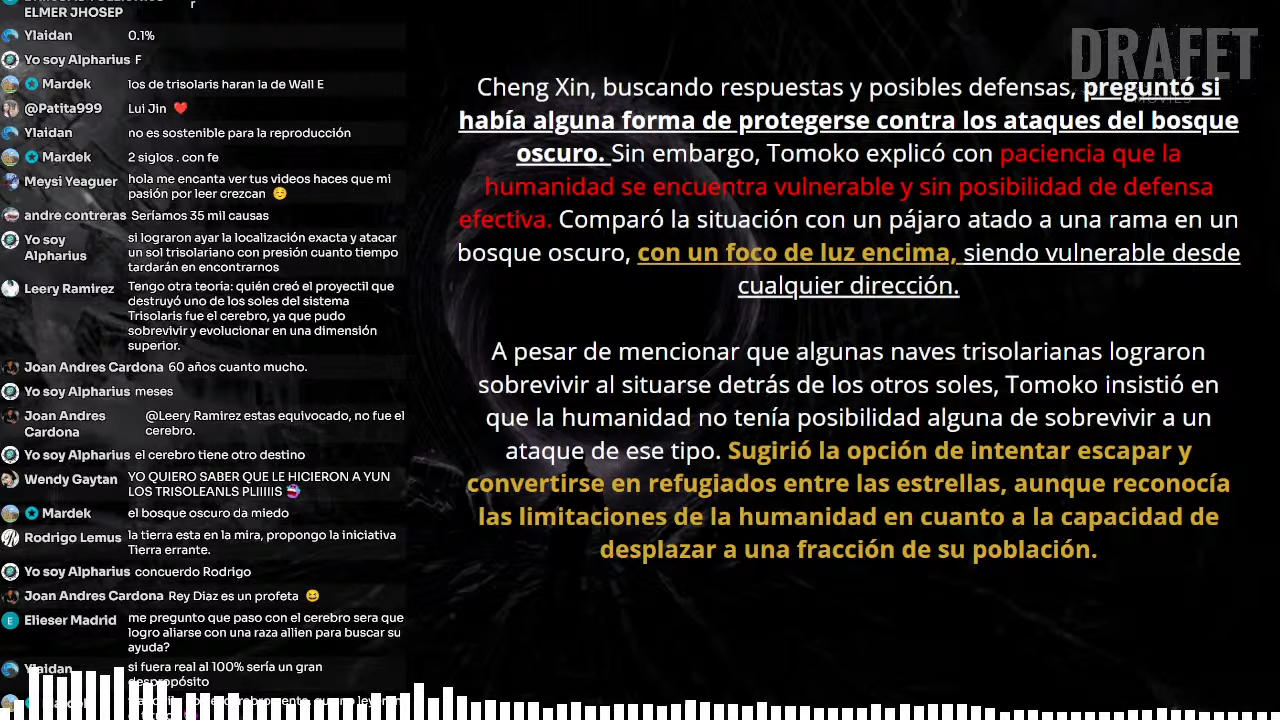 ELMER JHOSEP
Ylaidan 0.1%
Yo soy Alpharius F
Mardek los de trisolaris haran la de Wall E
@Patita999 Lui Jin ❤️
Ylaidan no es sostenible para la reproducción
Mardek 2 siglos . con fe
Meysi Yeaguer hola me encanta ver tus videos haces que mi
pasión por leer crezcan ☺️
andre contreras Seríamos 35 mil causas
Yo soy
Alpharius
si lograron ayar la localización exacta y atacar
un sol trisolariano con presión cuanto tiempo
tardarán en encontrarnos
Leery Ramirez Tengo otra teoría: quién creó el proyectil que
destruyó uno de los soles del sistema
Trisolaris fue el cerebro, ya que pudo
sobrevivir y evolucionar en una dimensión
superior.
Joan Andres Cardona 60 años cuanto mucho.
Yo soy Alpharius meses
Joan Andres
Cardona
@Leery Ramirez estas equivocado, no fue el
cerebro.
Yo soy Alpharius el cerebro tiene otro destino
Wendy Gaytan YO QUIERO SABER QUE LE HICIERON A YUN
LOS TRISOLEANLS PLIIIIIS
Mardek el bosque oscuro da miedo
Rodrigo Lemus la tierra esta en la mira, propongo la iniciativa
Tierra errante.
Yo soy Alpharius concuerdo Rodrigo
Joan Andres Cardona Rey Diaz es un profeta 😆
E Elieser Madrid me pregunto que paso con el cerebro sera que
logro aliarse con una raza allien para buscar su
ayuda?
Ylaidan si fuera real al 100% sería un gran
despropósito
DRAFET
MOVIES
Cheng Xin, buscando respuestas y posibles defensas, preguntó si
había alguna forma de protegerse contra los ataques del bosque
oscuro. Sin embargo, Tomoko explicó con paciencia que la
humanidad se encuentra vulnerable y sin posibilidad de defensa
efectiva. Comparó la situación con un pájaro atado a una rama en un
bosque oscuro, con un foco de luz encima, siendo vulnerable desde
cualquier dirección.
A pesar de mencionar que algunas naves trisolarianas lograron
sobrevivir al situarse detrás de los otros soles, Tomoko insistió en
que la humanidad no tenía posibilidad alguna de sobrevivir a un
ataque de ese tipo. Sugirió la opción de intentar escapar y
convertirse en refugiados entre las estrellas, aunque reconocía
las limitaciones de la humanidad en cuanto a la capacidad de
desplazar a una fracción de su población.